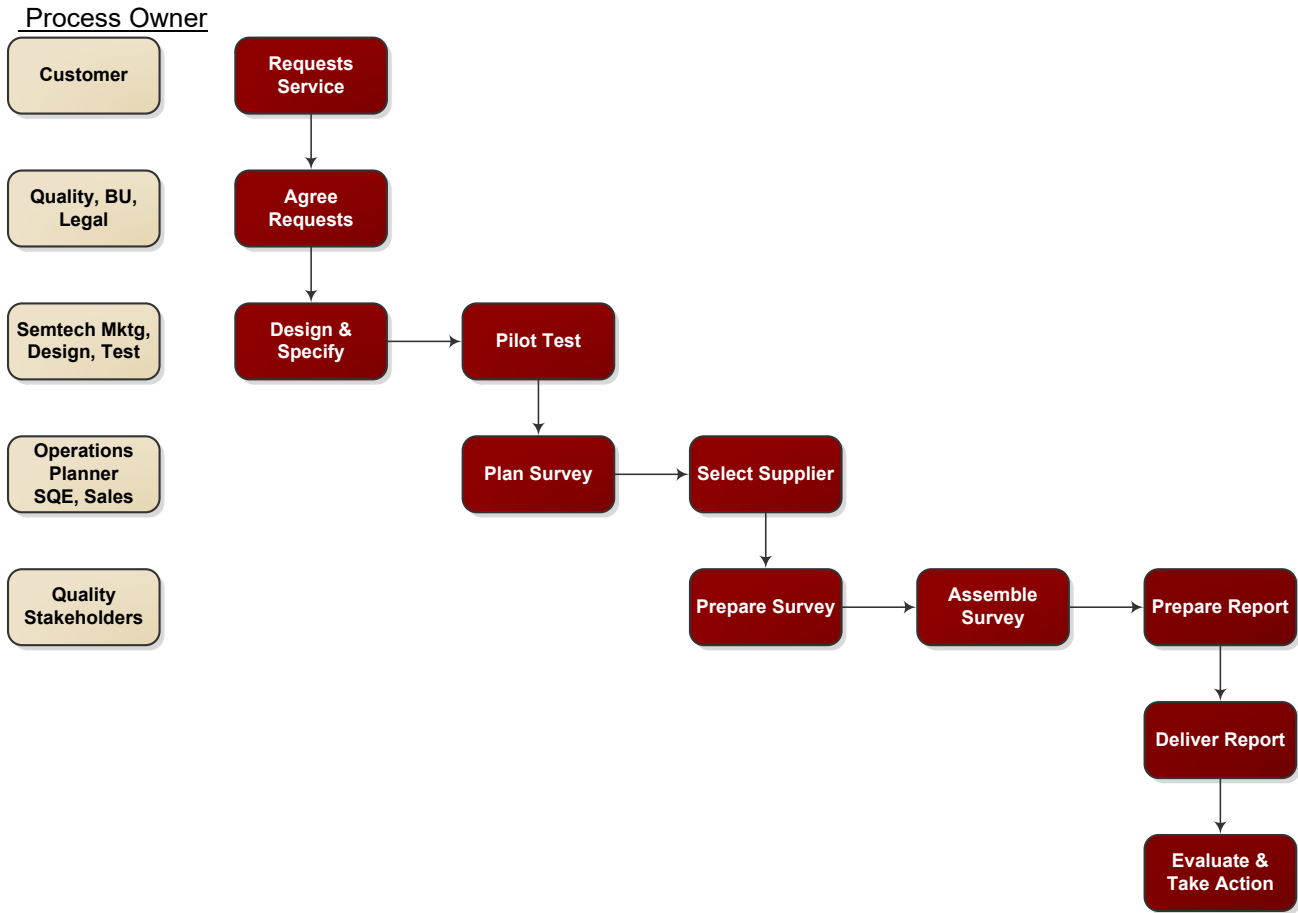 Process Owner
Customer
Requests
Service
Quality, BU,
Legal
Agree
Requests
Semtech Mktg,
Design, Test
Design &
Specify
Pilot Test
Operations
Planner
SQE, Sales
Plan Survey
Select Supplier
Quality
Stakeholders
Prepare Survey
Assemble
Survey
Prepare Report
Deliver Report
Evaluate &
Take Action